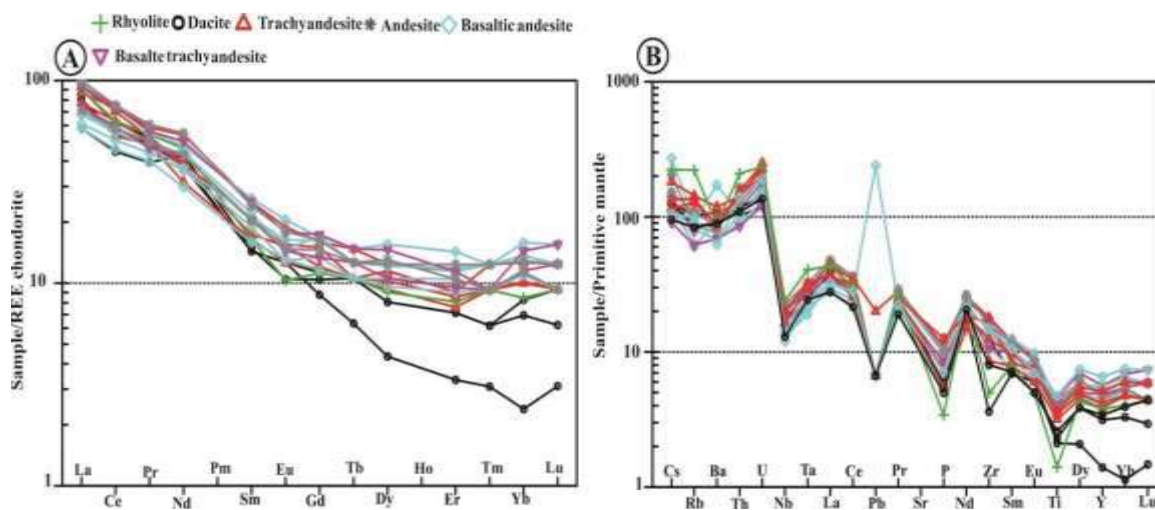 Rhyolite Dacite Trachyandesite Andesite Basaltic andesite
Basalte trachyandesite
A
Sample/REE chondorite
100
10
1
La Pr Pm Eu Tb Ho Tm Lu
Ce Nd Sm Gd Dy Er Yb
B
Sample/Primitive mantle
1000
100
10
1
Cs Ba U Ta Ce Pr P Zr Eu Dy Yb
Rb Th Nb La Pb Sr Nd Sm Ti Y Lu